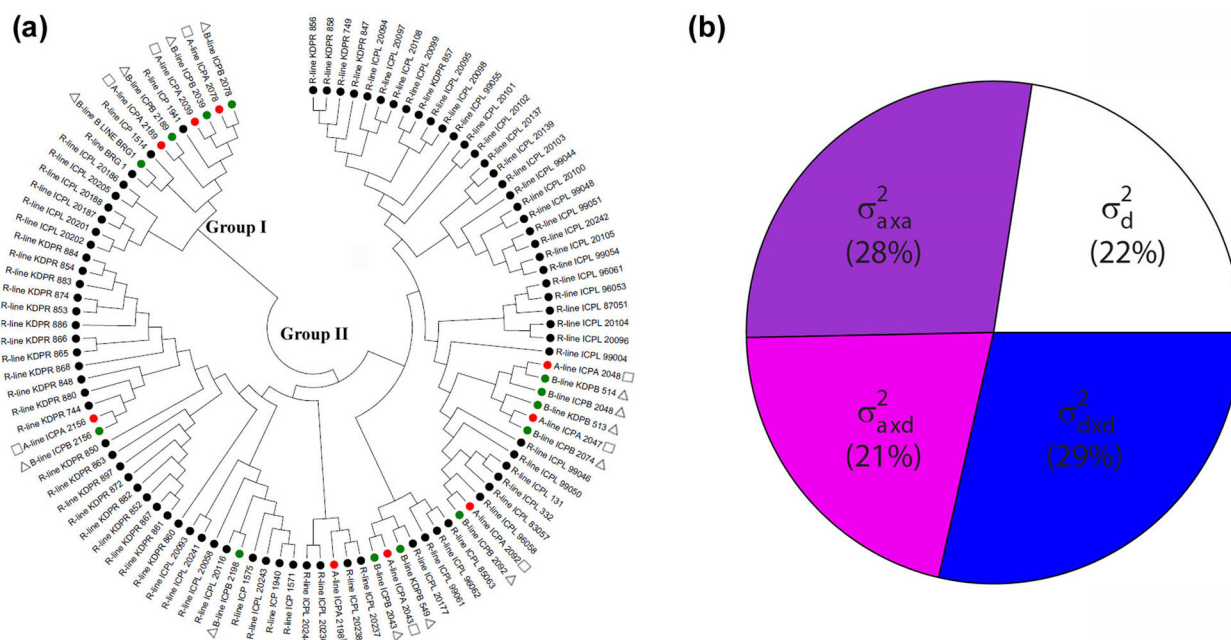 (a)
R-line KDPR 856
R-line KDPR 858
R-line KDPR 749
R-line KDPR 847
R-line ICPL 20094
R-line ICPL 20097
R-line ICPL 20108
R-line ICPL 20099
R-line KDPR 857
R-line ICPL 20095
R-line ICPL 20098
R-line ICPL 99055
R-line ICPL 20101
R-line ICPL 20102
R-line ICPL 20137
R-line ICPL 20139
R-line ICPL 20103
R-line ICPL 99044
R-line ICPL 20100
R-line ICPL 99048
R-line ICPL 99051
R-line ICPL 20242
R-line ICPL 20105
R-line ICPL 99054
R-line ICPL 96061
R-line ICPL 96053
R-line ICPL 87051
R-line ICPL 20104
R-line ICPL 20096
R-line ICPL 99004
A-line ICPA 2048
B-line KDPB 514
B-line ICPB 2048
B-line KDPB 513
A-line ICPA 2047
B-line ICPB 2074
R-line ICPL 99046
R-line ICPL 99050
R-line ICPL 131
R-line ICPL 332
R-line ICPL 83057
R-line ICPL 96058
A-line ICPA 2092
B-line ICPB 2092
R-line ICPL 85063
R-line ICPL 96062
R-line ICPL 99061
R-line ICPL 20177
B-line KDPB 549
A-line ICPA 2043
B-line ICPB 2043
R-line ICPL 20237
R-line ICPL 20238
A-line ICPA 2198
R-line ICPL
R-line ICPL
R-line ICP 1571
R-line ICP 1940
R-line ICPL 20243
R-line ICP 1575
B-line ICPB 2198
R-line ICPL 20116
R-line ICPL 20058
R-line ICPL 20241
R-line ICPL 20093
R-line KDPR 860
R-line KDPR 861
R-line KDPR 867
R-line KDPR 852
R-line KDPR 882
R-line KDPR 872
R-line KDPR 897
R-line KDPR 863
R-line KDPR 850
B-line ICPB 2156
A-line ICPA 2156
R-line KDPR 744
R-line KDPR 880
R-line KDPR 848
R-line KDPR 868
R-line KDPR 865
R-line KDPR 866
R-line KDPR 886
R-line KDPR 853
R-line KDPR 874
R-line KDPR 883
R-line KDPR 854
R-line KDPR 884
R-line ICPL 20202
R-line ICPL 20201
R-line ICPL 20187
R-line ICPL 20188
R-line ICPL 20205
R-line ICPL 20186
R-line BRG 1
B-line B LINE BRG1
R-line ICP 1514
A-line ICPA 2189
B-line ICPB 2189
R-line ICP 1941
A-line ICPA 2039
B-line ICPB 2039
A-line ICPA 2078
B-line ICPB 2078
Group I
Group II
(b)
σ²axa
(28%)
σ²d
(22%)
σ²axd
(21%)
σ²dxd
(29%)